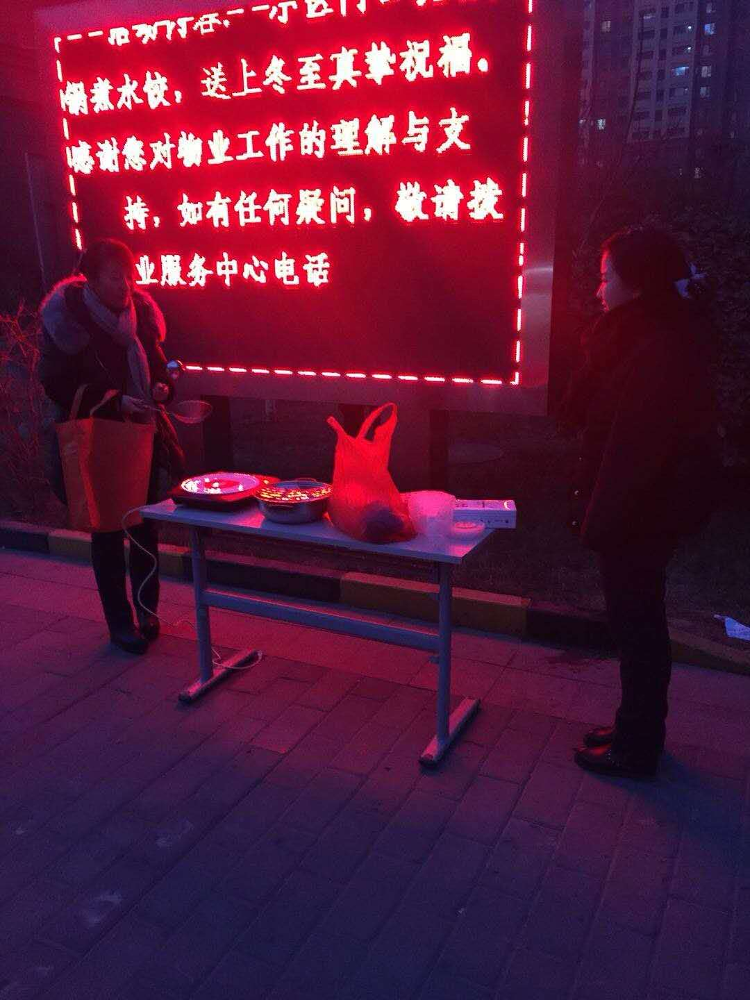 锅煮水饺，送上冬至真挚祝福。
感谢您对物业工作的理解与支
持，如有任何疑问，敬请拨
业服务中心电话